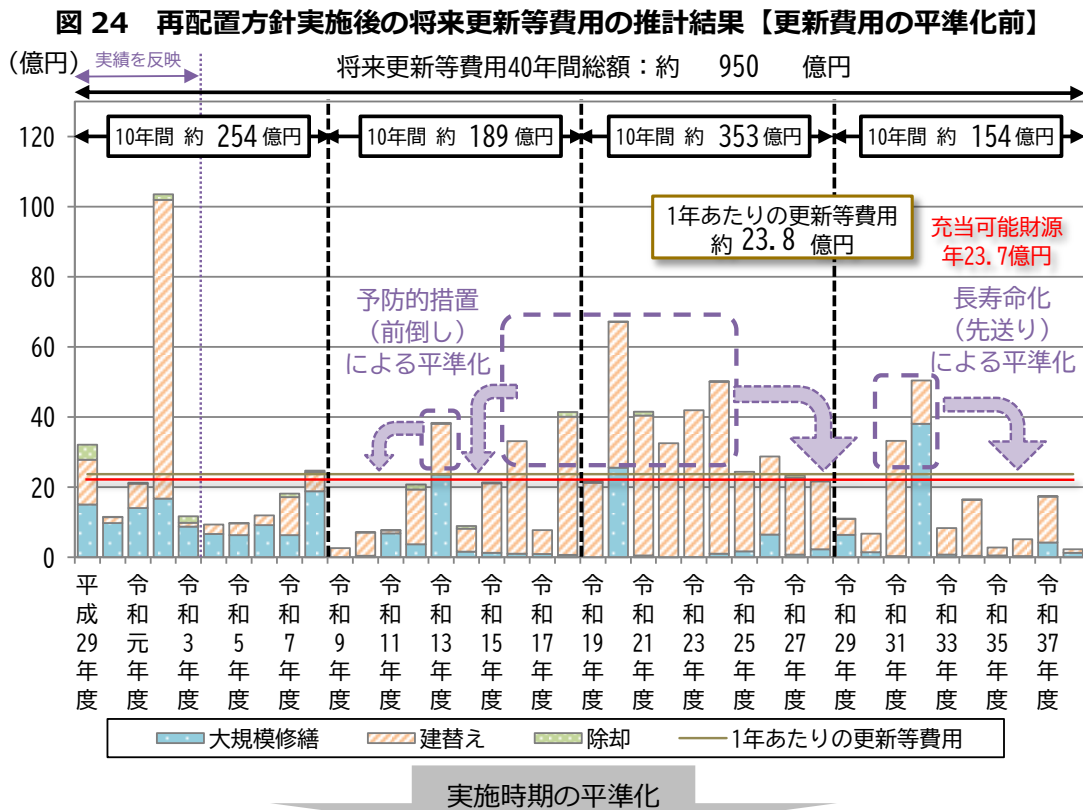 図 24　再配置方針実施後の将来更新等費用の推計結果【更新費用の平準化前】
（億円）
実績を反映
将来更新等費用40年間総額：約　950　億円
10年間 約 254 億円
10年間 約 189 億円
10年間 約 353 億円
10年間 約 154 億円
1年あたりの更新等費用
約 23.8 億円
充当可能財源
年23.7億円
予防的措置
（前倒し）
による平準化
長寿命化
（先送り）
による平準化
120
100
80
60
40
20
0
平成29年度
令和元年度
令和3年度
令和5年度
令和7年度
令和9年度
令和11年度
令和13年度
令和15年度
令和17年度
令和19年度
令和21年度
令和23年度
令和25年度
令和27年度
令和29年度
令和31年度
令和33年度
令和35年度
令和37年度
大規模修繕
建替え
除却
1年あたりの更新等費用
実施時期の平準化